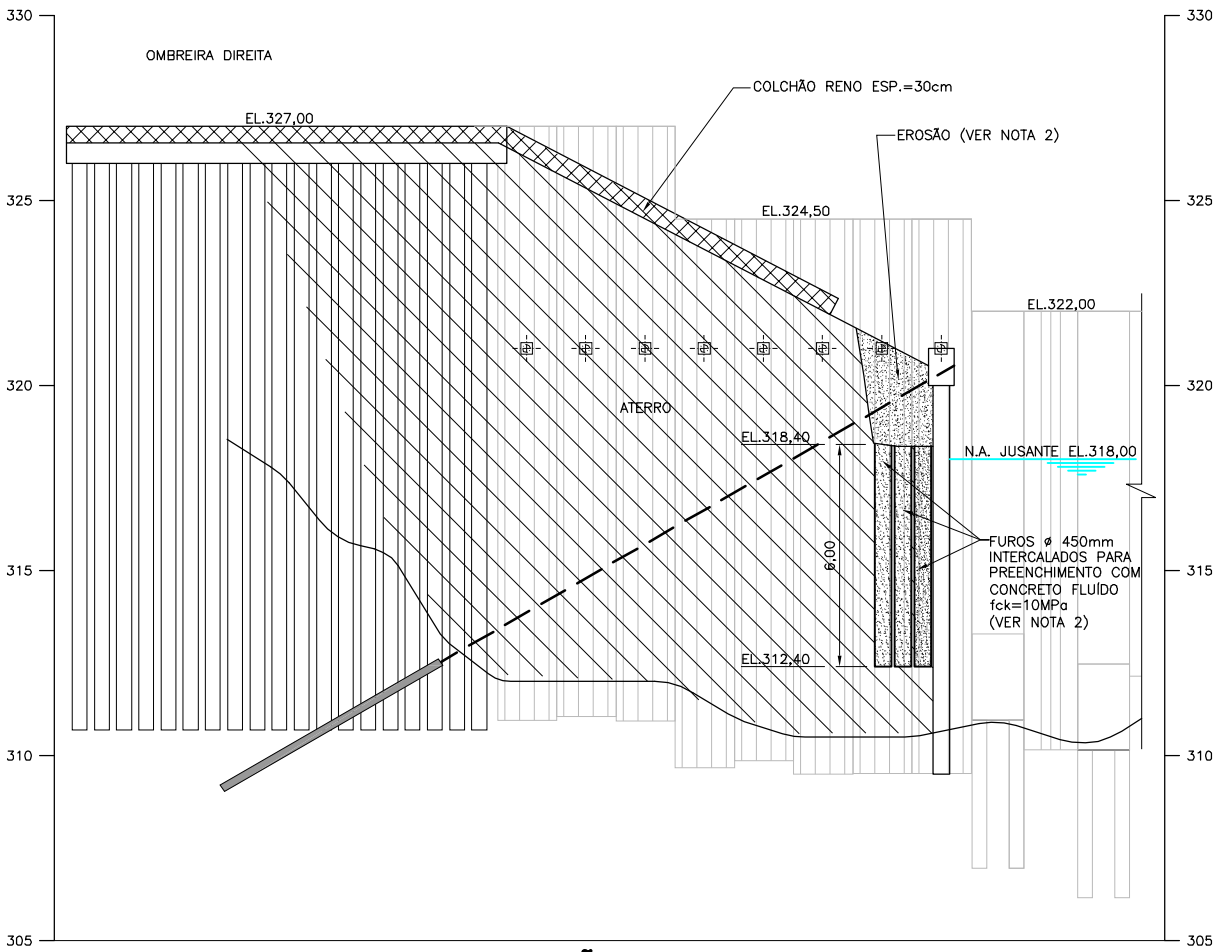 330
330
OMBREIRA DIREITA
COLCHÃO RENO ESP.=30cm
EL.327,00
EROSÃO (VER NOTA 2)
325
325
EL.324,50
EL.322,00
320
320
ATERRO
EL.318,40
N.A. JUSANTE EL.318,00
6,00
FUROS ø 450mm
INTERCALADOS PARA
PREENCHIMENTO COM
CONCRETO FLUÍDO
fck=10MPa
(VER NOTA 2)
315
315
EL.312,40
310
310
305
305